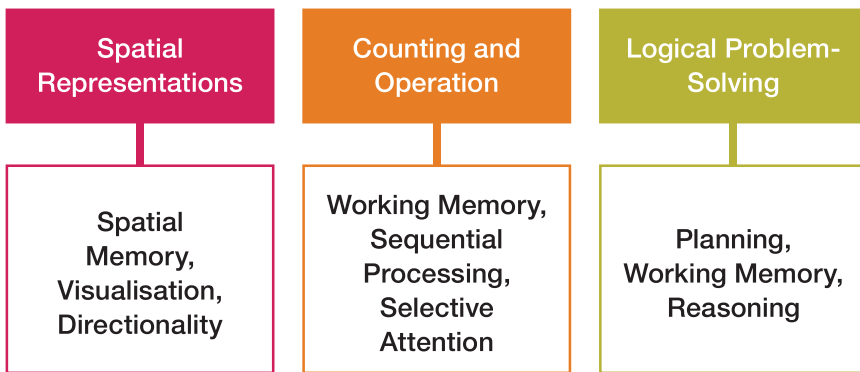 Spatial
Representations
Spatial
Memory,
Visualisation,
Directionality
Counting and
Operation
Working Memory,
Sequential
Processing,
Selective
Attention
Logical Problem-
Solving
Planning,
Working Memory,
Reasoning